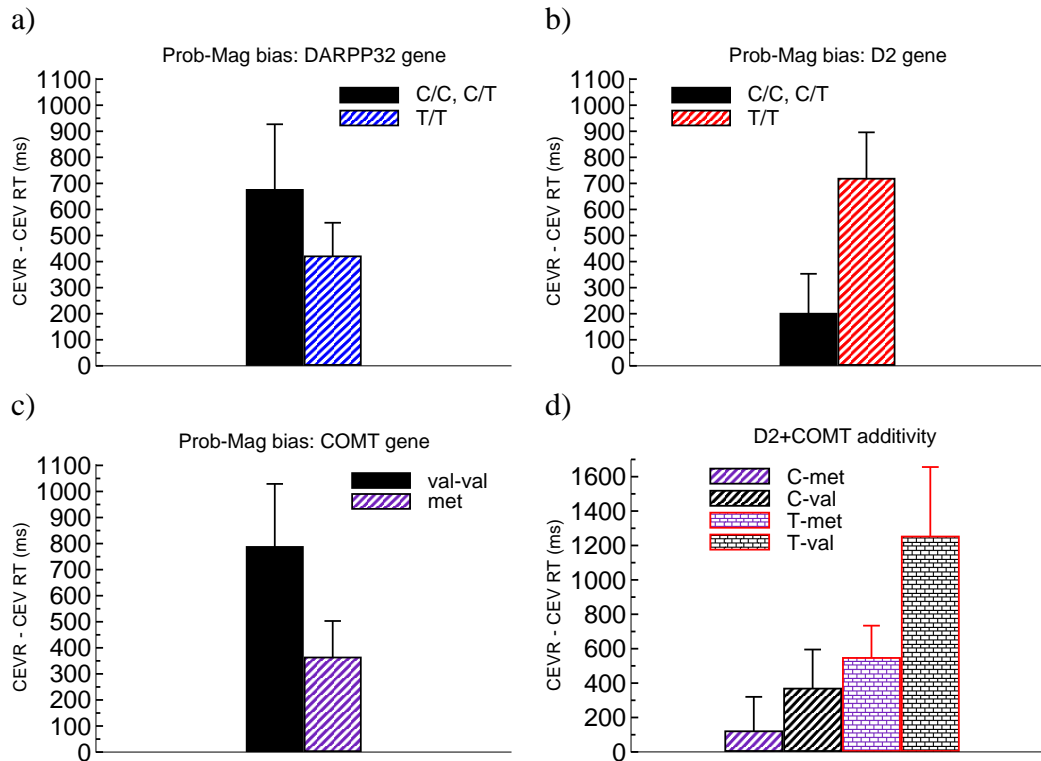 a)
Prob-Mag bias: DARPP32 gene
CEVR - CEV RT (ms)
1100
1000
900
800
700
600
500
400
300
200
100
0
C/C, C/T
T/T
b)
Prob-Mag bias: D2 gene
CEVR - CEV RT (ms)
1100
1000
900
800
700
600
500
400
300
200
100
0
C/C, C/T
T/T
c)
Prob-Mag bias: COMT gene
CEVR - CEV RT (ms)
1100
1000
900
800
700
600
500
400
300
200
100
0
val-val
met
d)
D2+COMT additivity
CEVR - CEV RT (ms)
1600
1400
1200
1000
800
600
400
200
0
C-met
C-val
T-met
T-val